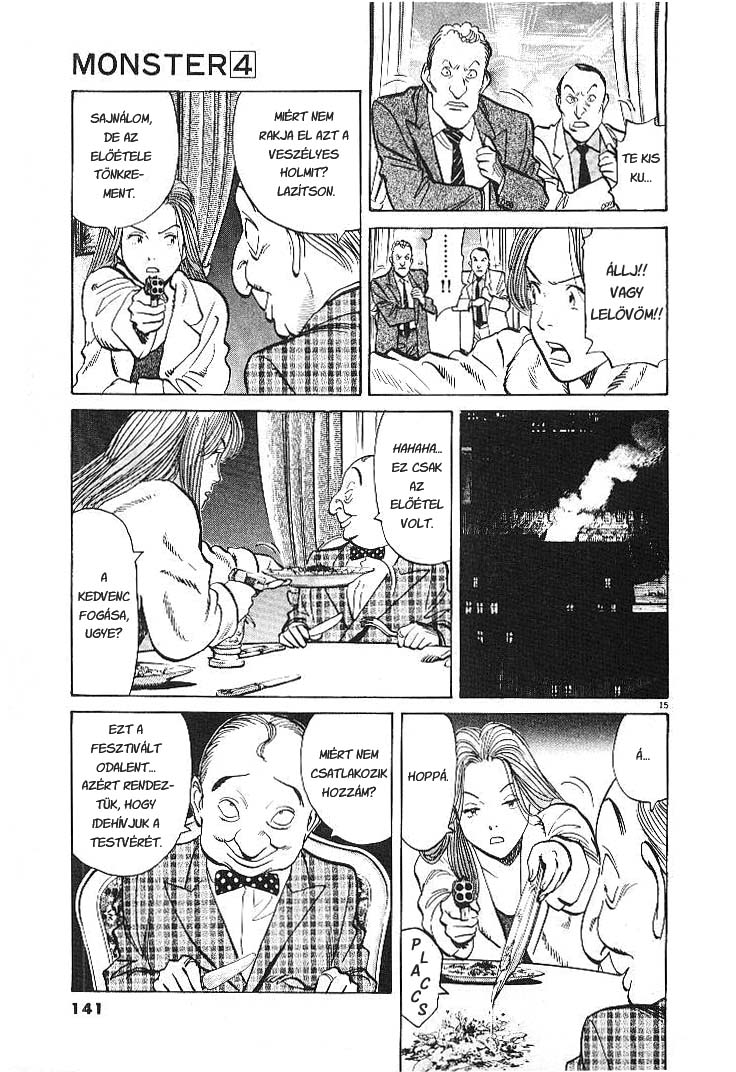 MONSTER 4
TE KIS
KU...
ÁLLJ!!
VAGY
LELÖVÖM!!
......!!
MIÉRT NEM
RAKJA EL AZT A
VESZÉLYES
HOLMIT?
LAZÍTSON.
SAJNÁLOM,
DE AZ
ELŐÉTELE
TÖNKRE-
MENT.
HAHAHA...
EZ CSAK
AZ
ELŐÉTEL
VOLT.
A
KEDVENC
FOGÁSA,
UGYE?
15
Á...
HOPPÁ.
PLACCS
MIÉRT NEM
CSATLAKOZIK
HOZZÁM?
EZT A
FESZTIVÁLT
ODALENT...
AZÉRT RENDEZ-
TÜK, HOGY
IDEHÍVJUK A
TESTVÉRÉT.
141